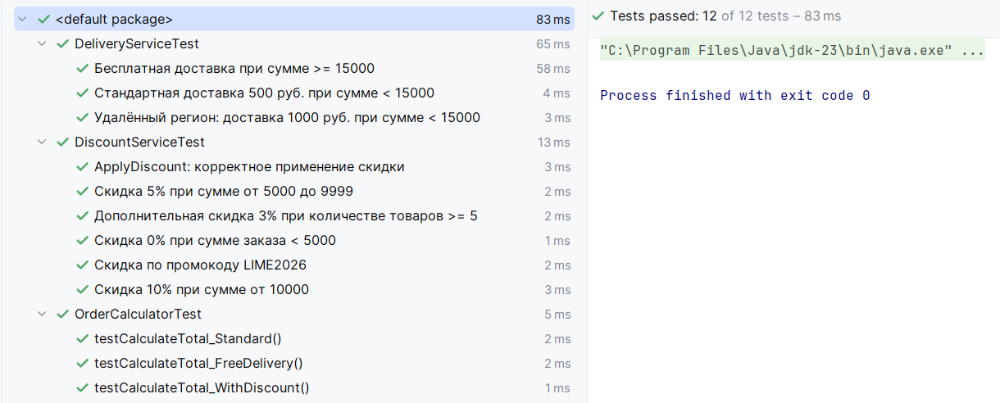 <default package> 83 ms
DeliveryServiceTest 65 ms
Бесплатная доставка при сумме >= 15000 58 ms
Стандартная доставка 500 руб. при сумме < 15000 4 ms
Удалённый регион: доставка 1000 руб. при сумме < 15000 3 ms
DiscountServiceTest 13 ms
ApplyDiscount: корректное применение скидки 3 ms
Скидка 5% при сумме от 5000 до 9999 2 ms
Дополнительная скидка 3% при количестве товаров >= 5 2 ms
Скидка 0% при сумме заказа < 5000 1 ms
Скидка по промокоду LIME2026 2 ms
Скидка 10% при сумме от 10000 3 ms
OrderCalculatorTest 5 ms
testCalculateTotal_Standard() 2 ms
testCalculateTotal_FreeDelivery() 2 ms
testCalculateTotal_WithDiscount() 1 ms
Tests passed: 12 of 12 tests – 83 ms
"C:\Program Files\Java\jdk-23\bin\java.exe" ...
Process finished with exit code 0